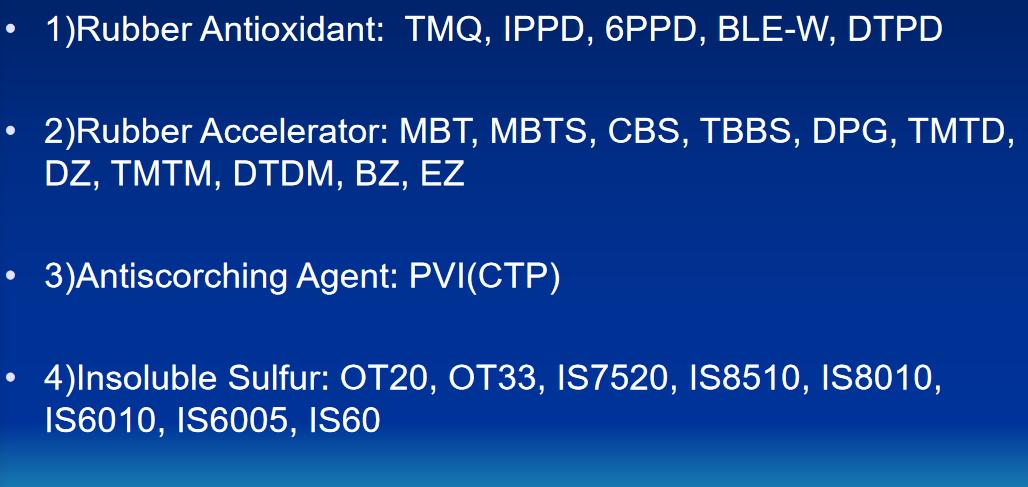 • 1)Rubber Antioxidant:  TMQ, IPPD, 6PPD, BLE-W, DTPD
• 2)Rubber Accelerator: MBT, MBTS, CBS, TBBS, DPG, TMTD,
DZ, TMTM, DTDM, BZ, EZ
• 3)Antiscorching Agent: PVI(CTP)
• 4)Insoluble Sulfur: OT20, OT33, IS7520, IS8510, IS8010,
IS6010, IS6005, IS60